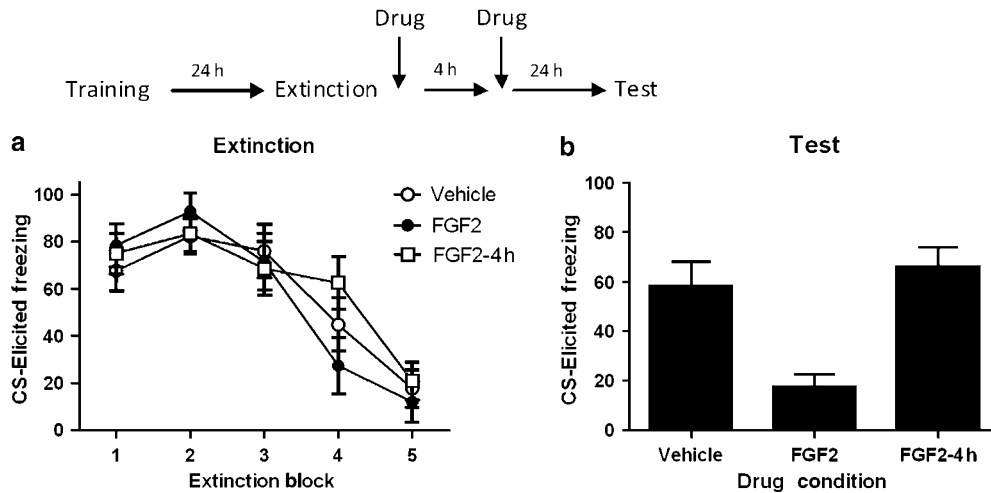 Drug Drug
24 h 4 h 24 h
Training Extinction Test
a Extinction
100
80
60
40
20
0
CS-Elicited freezing
Vehicle
FGF2
FGF2-4h
1 2 3 4 5
Extinction block
b Test
100
80
60
40
20
0
CS-Elicited freezing
Vehicle FGF2 FGF2-4h
Drug condition